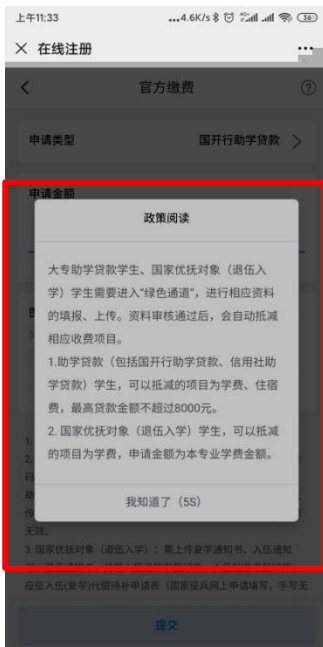 上午11:33
...4.6K/s
36
在线注册
官方缴费
申请类型
国开行助学贷款
申请金额
政策阅读
大专助学贷款学生、国家优抚对象（退伍入
学）学生需要进入“绿色通道”，进行相应资料
的填报、上传。资料审核通过后，会自动抵减
相应收费项目。
1.助学贷款（包括国开行助学贷款、信用社助
学贷款）学生，可以抵减的项目为学费、住宿
费，最高贷款金额不超过8000元。
2. 国家优抚对象（退伍入学）学生，可以抵减
的项目为学费，申请金额为本专业学费金额。
我知道了（5S）
无效。
3. 国家优抚对象（退伍入学）：需上传复学通知书、入伍通知
应征入伍(复学)代偿待补申请表（国家征兵网上申请填写，手写无
提交